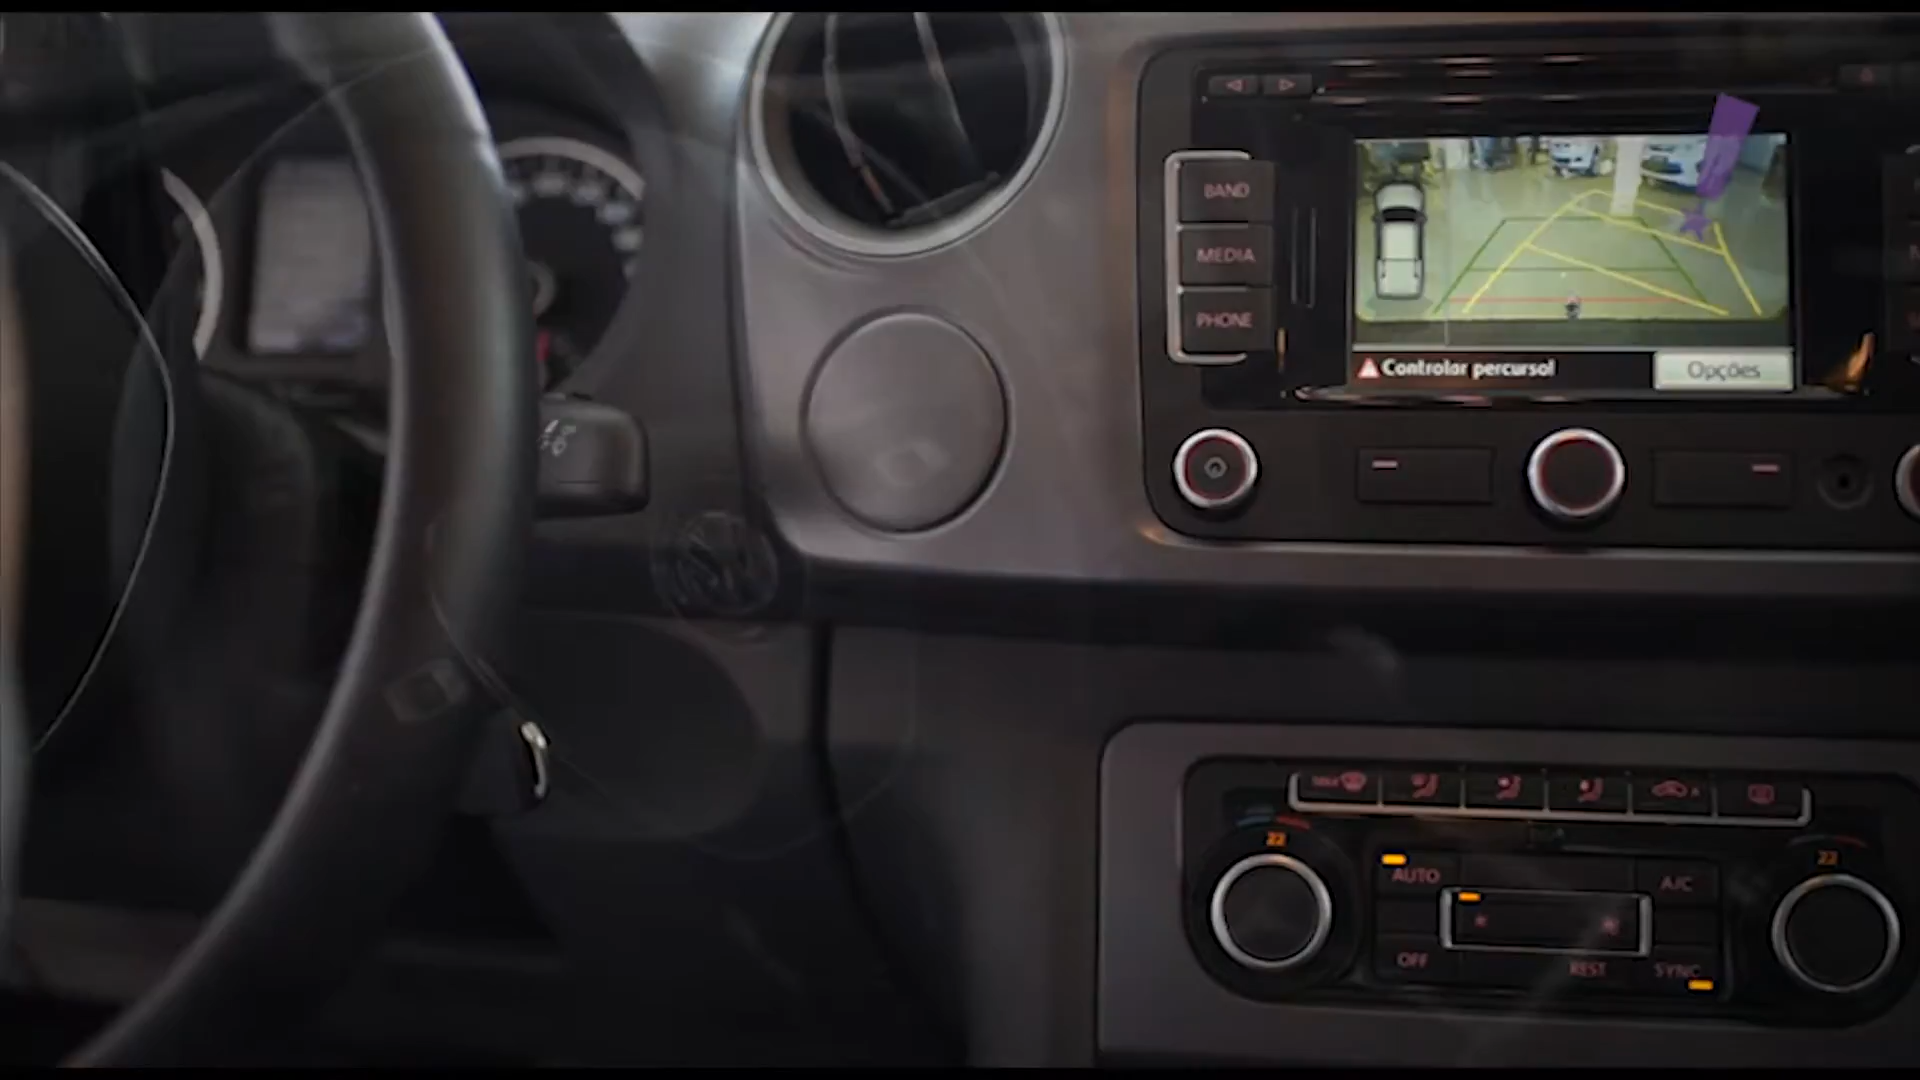 BAND
MEDIA
PHONE
Controlar percurso!
Opções
22
22
AUTO
A/C
OFF
REST
SYNC